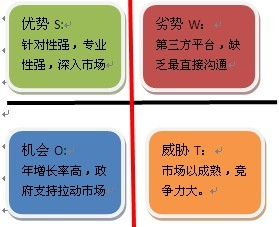 优势 S:
针对性强，专业
性强，深入市场
劣势 W：
第三方平台，缺
乏最直接沟通
机会 O:
年增长率高，政
府支持拉动市场
威胁 T：
市场以成熟，竞
争力大。